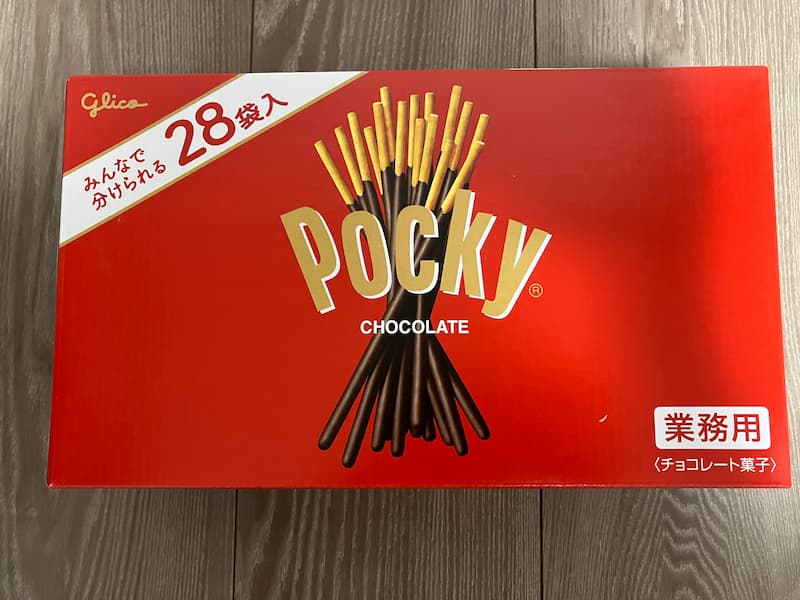 glico
みんなで
分けられる
28袋入
Pocky®
CHOCOLATE
業務用
〈チョコレート菓子〉